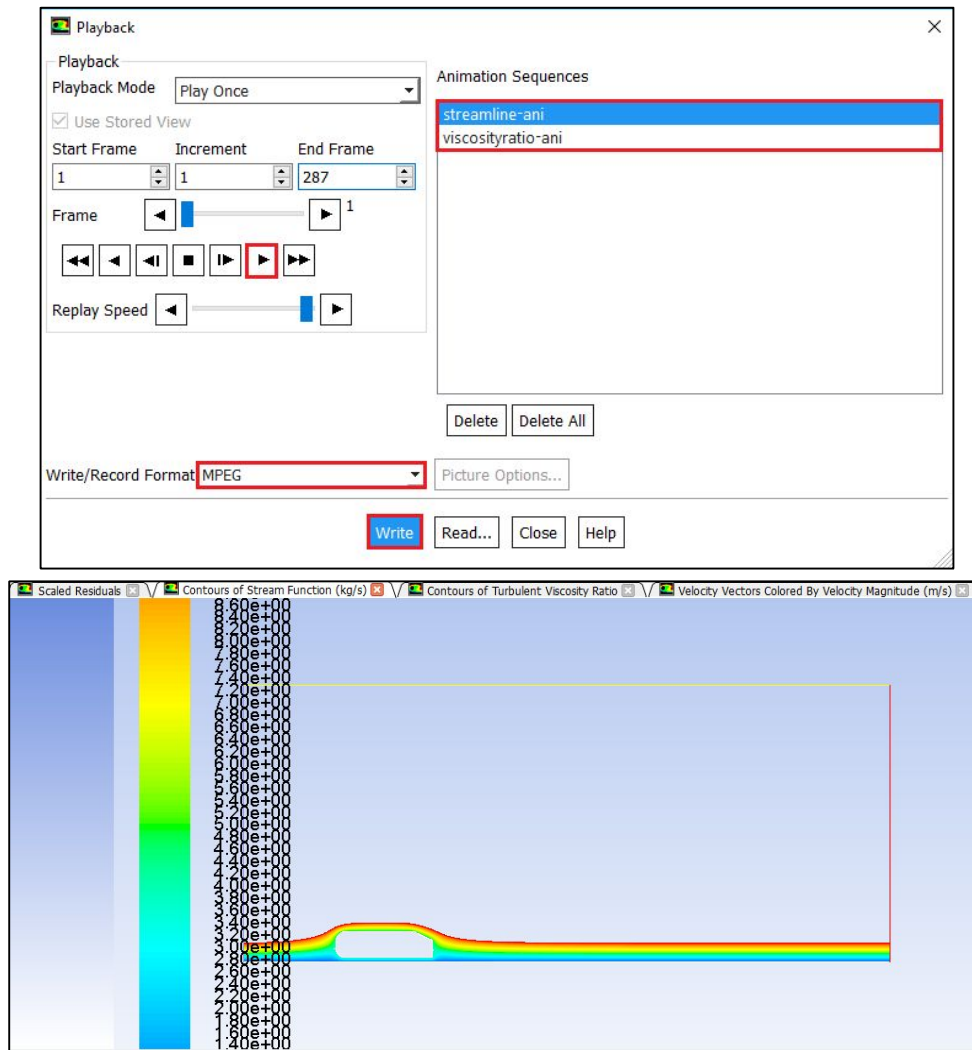 Playback
Playback
Playback Mode Play Once
Use Stored View
Start Frame Increment End Frame
1 1 287
Frame 1
Replay Speed
Animation Sequences
streamline-ani
viscosityratio-ani
Delete Delete All
Write/Record Format MPEG Picture Options...
Write Read... Close Help
Scaled Residuals Contours of Stream Function (kg/s) Contours of Turbulent Viscosity Ratio Velocity Vectors Colored By Velocity Magnitude (m/s)
8.60e+00
8.40e+00
8.20e+00
8.00e+00
7.80e+00
7.60e+00
7.40e+00
7.20e+00
7.00e+00
6.80e+00
6.60e+00
6.40e+00
6.20e+00
6.00e+00
5.80e+00
5.60e+00
5.40e+00
5.20e+00
5.00e+00
4.80e+00
4.60e+00
4.40e+00
4.20e+00
4.00e+00
3.80e+00
3.60e+00
3.40e+00
3.20e+00
3.00e+00
2.80e+00
2.60e+00
2.40e+00
2.20e+00
2.00e+00
1.80e+00
1.60e+00
1.40e+00